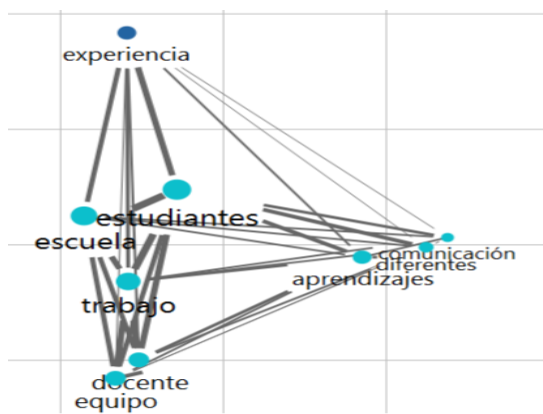 experiencia
estudiantes
escuela
comunicación
diferentes
aprendizajes
trabajo
docente
equipo